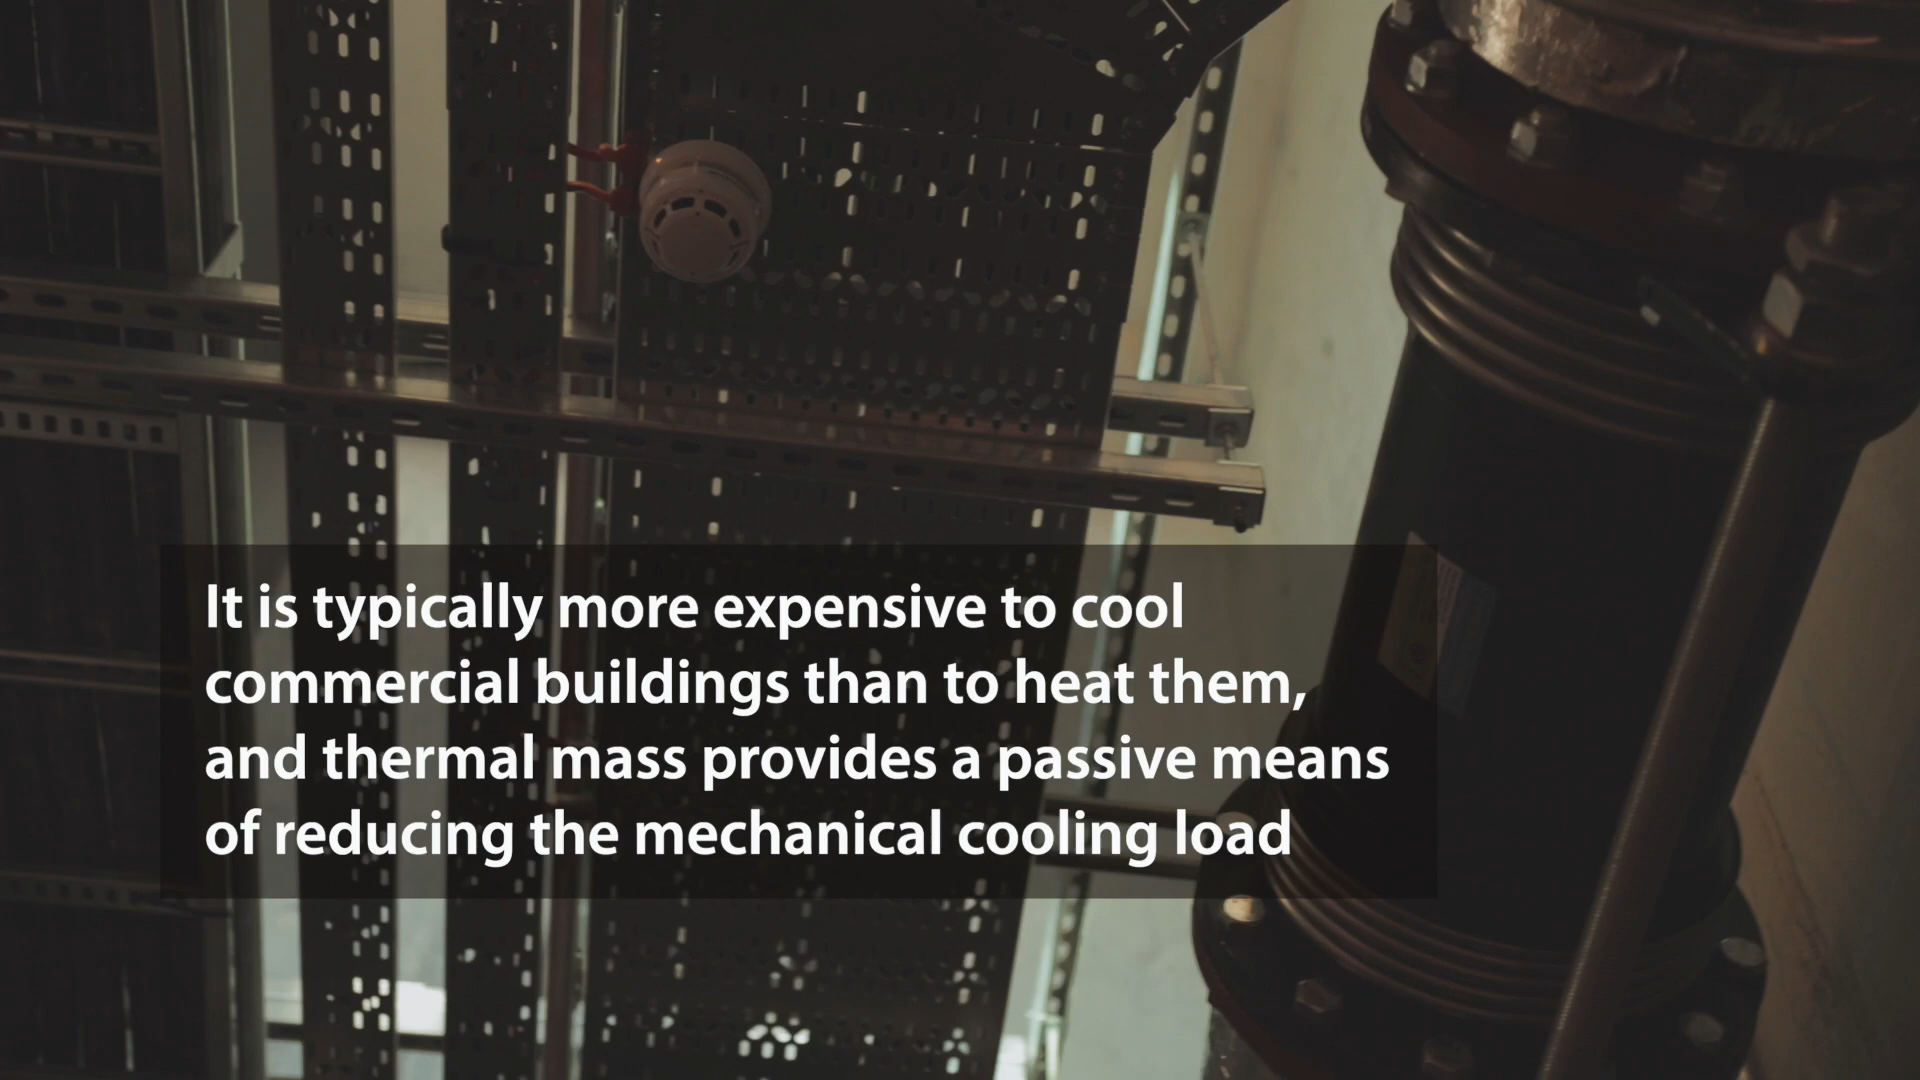 It is typically more expensive to cool
commercial buildings than to heat them,
and thermal mass provides a passive means
of reducing the mechanical cooling load